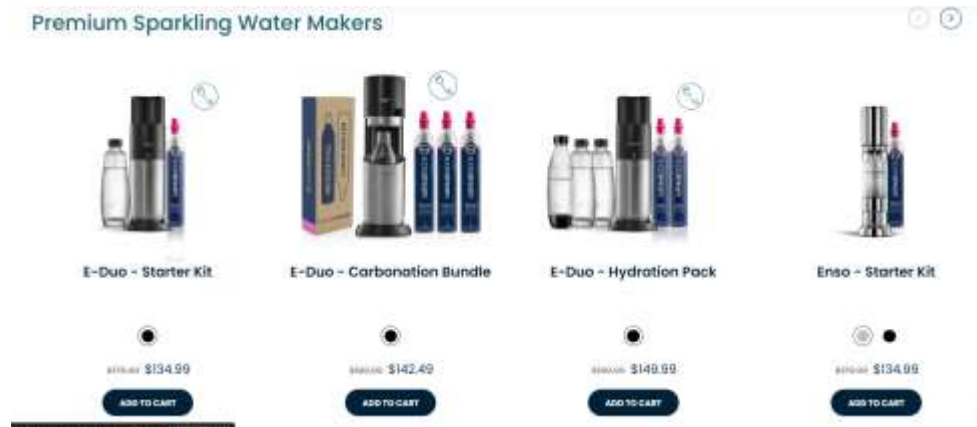 Premium Sparkling Water Makers
E-Duo - Starter Kit
E-Duo - Carbonation Bundle
E-Duo - Hydration Pack
Enso - Starter Kit
$134.99
$142.49
$149.99
$134.99
ADD TO CART
ADD TO CART
ADD TO CART
ADD TO CART